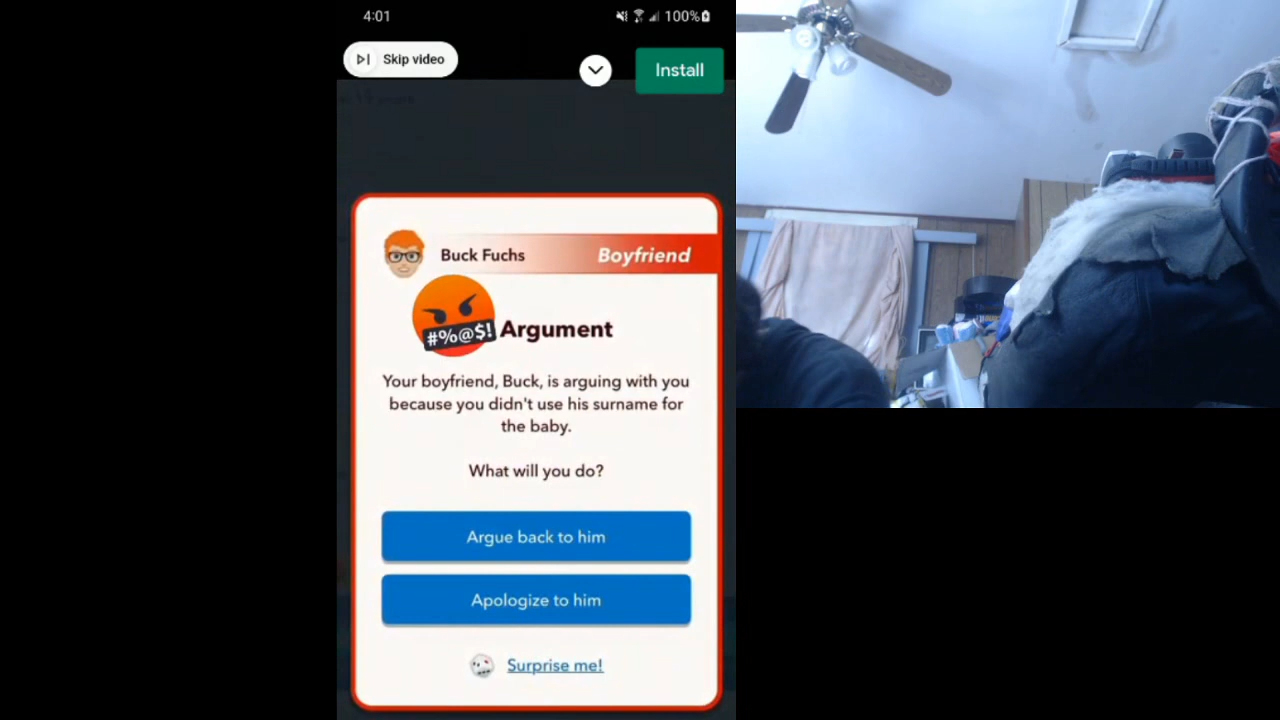 4:01
100%
Skip video
Install
Buck Fuchs
Boyfriend
#%@$!
Argument
Your boyfriend, Buck, is arguing with you
because you didn't use his surname for
the baby.
What will you do?
Argue back to him
Apologize to him
Surprise me!